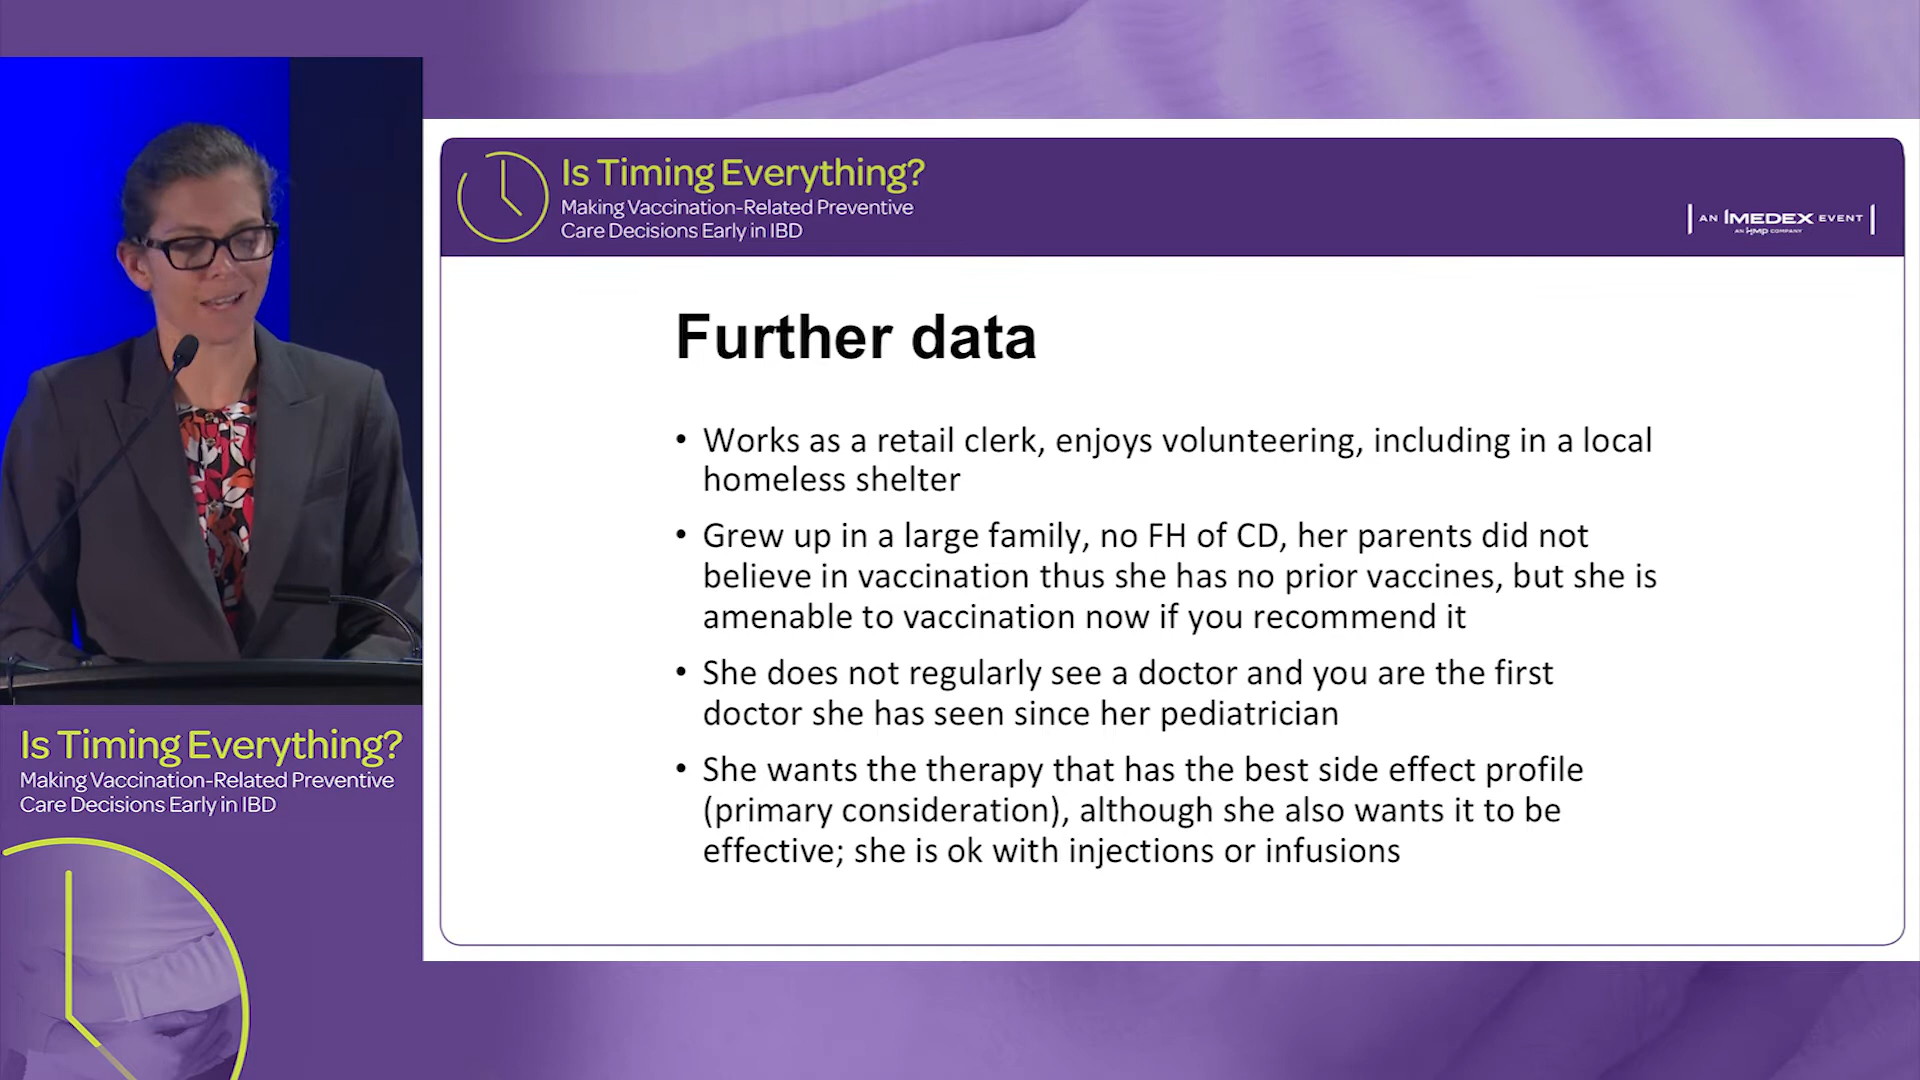 Is Timing Everything?
Making Vaccination-Related Preventive
Care Decisions Early in IBD
AN IMEDEX EVENT
AN HMP COMPANY
Further data
• Works as a retail clerk, enjoys volunteering, including in a local
homeless shelter
• Grew up in a large family, no FH of CD, her parents did not
believe in vaccination thus she has no prior vaccines, but she is
amenable to vaccination now if you recommend it
• She does not regularly see a doctor and you are the first
doctor she has seen since her pediatrician
• She wants the therapy that has the best side effect profile
(primary consideration), although she also wants it to be
effective; she is ok with injections or infusions
Is Timing Everything?
Making Vaccination-Related Preventive
Care Decisions Early in IBD